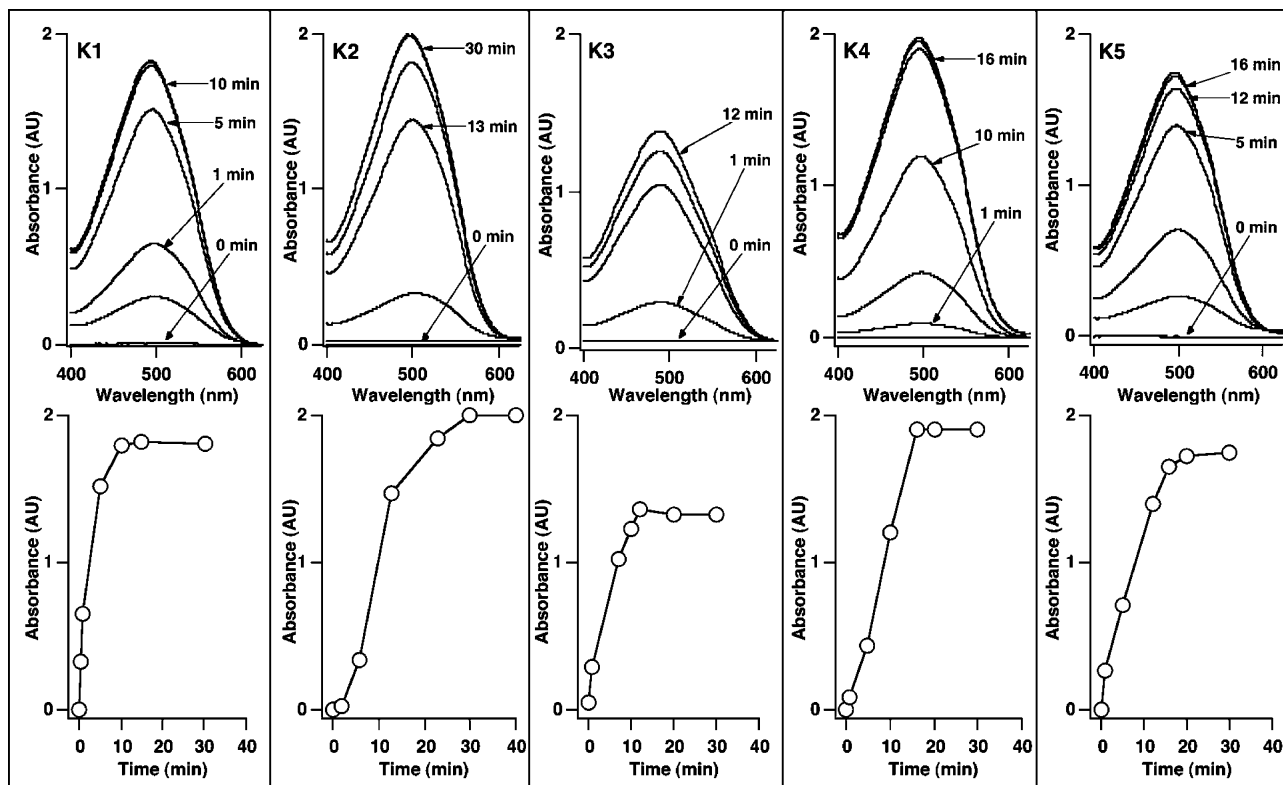 K1
Absorbance (AU)
2
1
0
10 min
5 min
1 min
0 min
400 500 600
Wavelength (nm)
K2
Absorbance (AU)
2
1
0
30 min
13 min
0 min
400 500 600
Wavelength (nm)
K3
Absorbance (AU)
2
1
0
12 min
1 min
0 min
400 500 600
Wavelength (nm)
K4
Absorbance (AU)
2
1
0
16 min
10 min
1 min
0 min
400 500 600
Wavelength (nm)
K5
Absorbance (AU)
2
1
0
16 min
12 min
5 min
0 min
400 500 600
Wavelength (nm)
Absorbance (AU)
2
1
0
0 10 20 30 40
Time (min)
Absorbance (AU)
2
1
0
0 10 20 30 40
Time (min)
Absorbance (AU)
2
1
0
0 10 20 30 40
Time (min)
Absorbance (AU)
2
1
0
0 10 20 30 40
Time (min)
Absorbance (AU)
2
1
0
0 10 20 30 40
Time (min)